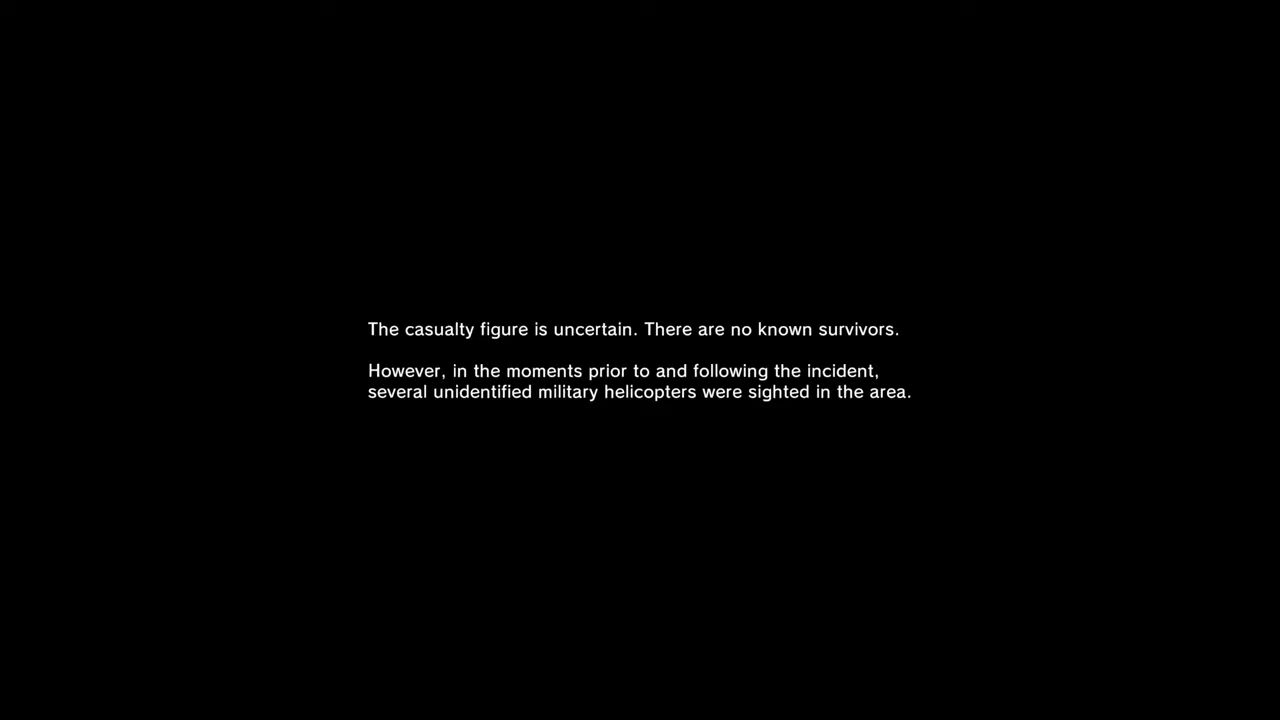 The casualty figure is uncertain. There are no known survivors.
However, in the moments prior to and following the incident,
several unidentified military helicopters were sighted in the area.